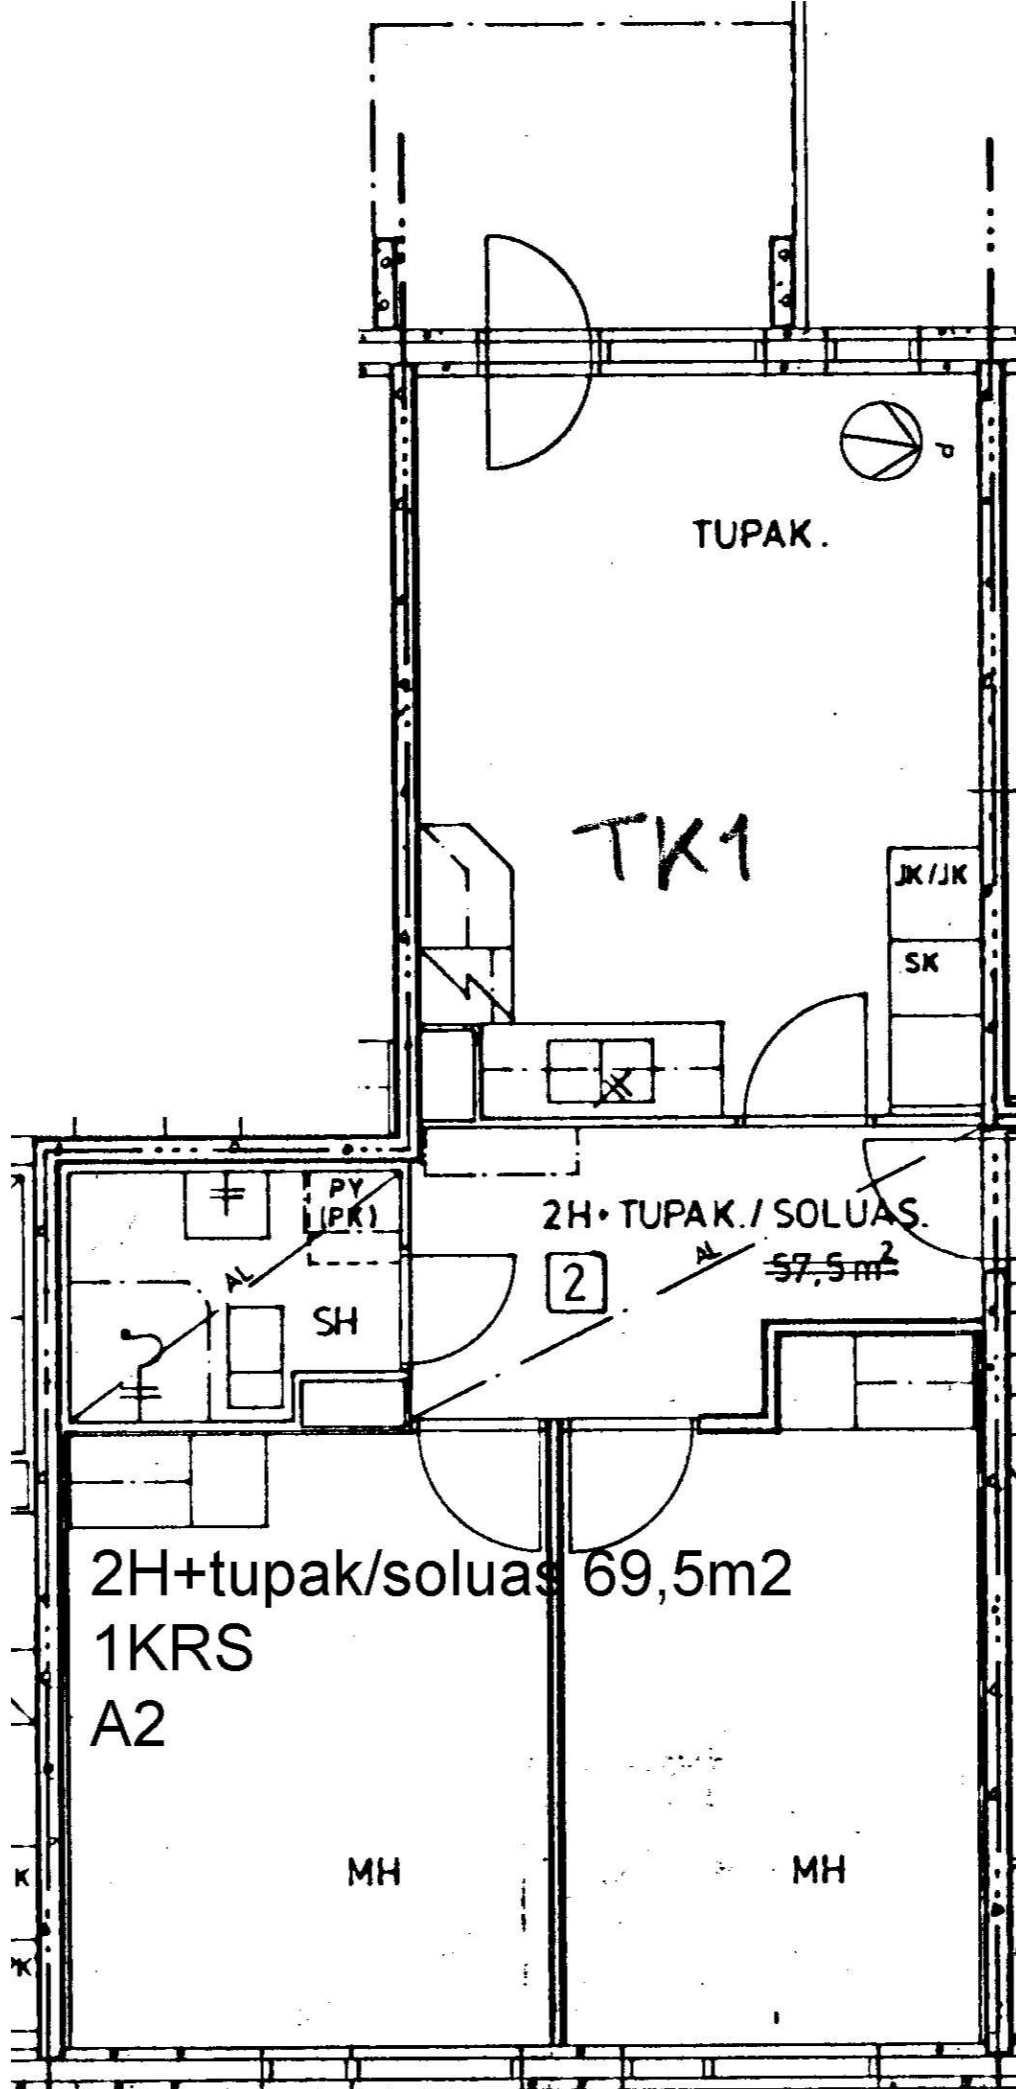 P
TUPAK.
TK1
JK/JK
SK
PY
(PK)
2H+TUPAK./SOLUAS.
57,5 m²
AL
AL
2
SH
2H+tupak/soluas 69,5m2
1KRS
A2
MH
MH
K
K